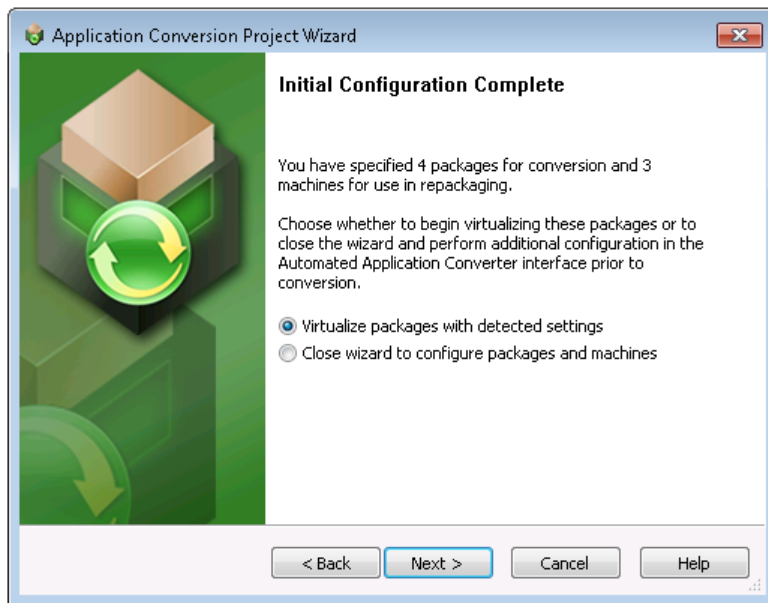 Application Conversion Project Wizard
Initial Configuration Complete
You have specified 4 packages for conversion and 3
machines for use in repackaging.
Choose whether to begin virtualizing these packages or to
close the wizard and perform additional configuration in the
Automated Application Converter interface prior to
conversion.
Virtualize packages with detected settings
Close wizard to configure packages and machines
< Back
Next >
Cancel
Help